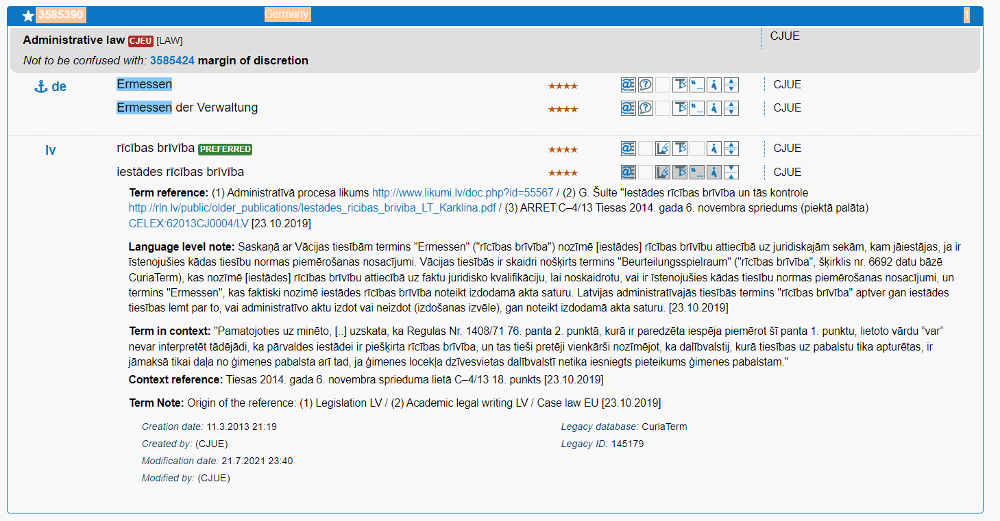 3585390 Germany 1
Administrative law CJEU [LAW] CJUE
Not to be confused with: 3585424 margin of discretion
de Ermessen ★★★★ CJUE
Ermessen der Verwaltung ★★★★ CJUE
lv rīcības brīvība PREFERRED ★★★★ CJUE
iestādes rīcības brīvība ★★★★ CJUE
Term reference: (1) Administratīvā procesa likums http://www.likumi.lv/doc.php?id=55567 / (2) G. Šulte "Iestādes rīcības brīvība un tās kontrole
http://rln.lv/public/older_publications/Iestades_ricibas_briviba_LT_Karklina.pdf / (3) ARRET:C–4/13 Tiesas 2014. gada 6. novembra spriedums (piektā palāta)
CELEX:62013CJ0004/LV [23.10.2019]
Language level note: Saskaņā ar Vācijas tiesībām termins "Ermessen" ("rīcības brīvība") nozīmē [iestādes] rīcības brīvību attiecībā uz juridiskajām sekām, kam jāiestājas, ja ir
īstenojušies kādas tiesību normas piemērošanas nosacījumi. Vācijas tiesībās ir skaidri nošķirts termins "Beurteilungsspielraum" ("rīcības brīvība", šķirklis nr. 6692 datu bāzē
CuriaTerm), kas nozīmē [iestādes] rīcības brīvību attiecībā uz faktu juridisko kvalifikāciju, lai noskaidrotu, vai ir īstenojušies kādas tiesību normas piemērošanas nosacījumi, un
termins "Ermessen", kas faktiski nozimē iestādes rīcības brīvība noteikt izdodamā akta saturu. Latvijas administratīvajās tiesībās termins "rīcības brīvība" aptver gan iestādes
tiesības lemt par to, vai administratīvo aktu izdot vai neizdot (izdošanas izvēle), gan noteikt izdodamā akta saturu. [23.10.2019]
Term in context: "Pamatojoties uz minēto, [..] uzskata, ka Regulas Nr. 1408/71 76. panta 2. punktā, kurā ir paredzēta iespēja piemērot šī panta 1. punktu, lietoto vārdu “var”
nevar interpretēt tādējādi, ka pārvaldes iestādei ir piešķirta rīcības brīvība, un tas tieši pretēji vienkārši nozīmējot, ka dalībvalstij, kurā tiesības uz pabalstu tika apturētas, ir
jāmaksā tikai daļa no ģimenes pabalsta arī tad, ja ģimenes locekļa dzīvesvietas dalībvalstī netika iesniegts pieteikums ģimenes pabalstam."
Context reference: Tiesas 2014. gada 6. novembra sprieduma lietā C–4/13 18. punkts [23.10.2019]
Term Note: Origin of the reference: (1) Legislation LV / (2) Academic legal writing LV / Case law EU [23.10.2019]
Creation date: 11.3.2013 21:19 Legacy database: CuriaTerm
Created by: (CJUE) Legacy ID: 145179
Modification date: 21.7.2021 23:40
Modified by: (CJUE)